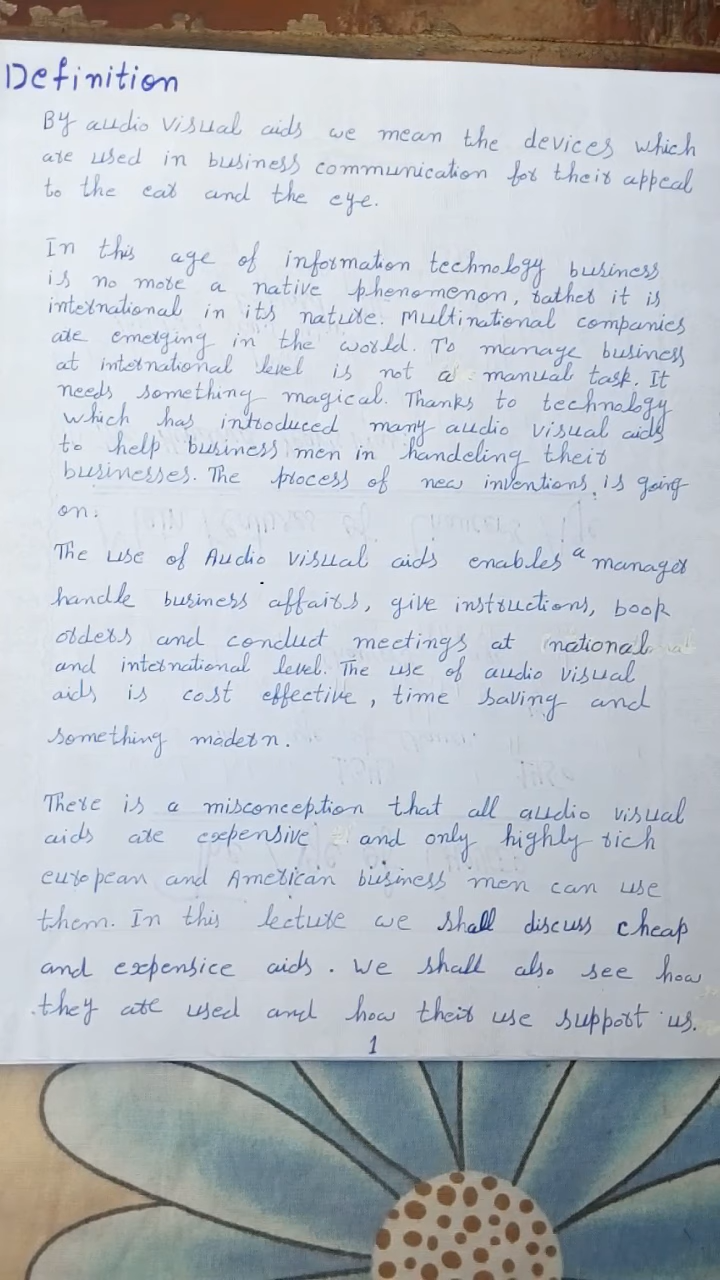 Definition
By audio visual aids we mean the devices which
are used in business communication for their appeal
to the ear and the eye.
In this age of information technology business
is no more a native phenomenon, rather it is
international in its nature. Multinational companies
are emerging in the world. To manage business
at international level is not a manual task. It
needs something magical. Thanks to technology
which has introduced many audio visual aids
to help business men in handeling their
businesses. The process of new inventions is going
on.
The use of Audio visual aids enables a manager
handle business affairs, give instructions, book
orders and conduct meetings at national
and international level. The use of audio visual
aids is cost effective, time saving and
something modern.
There is a misconception that all audio visual
aids are expensive and only highly rich
european and American business men can use
them. In this lecture we shall discuss cheap
and expensice aids. We shall also see how
they are used and how their use support us.
1